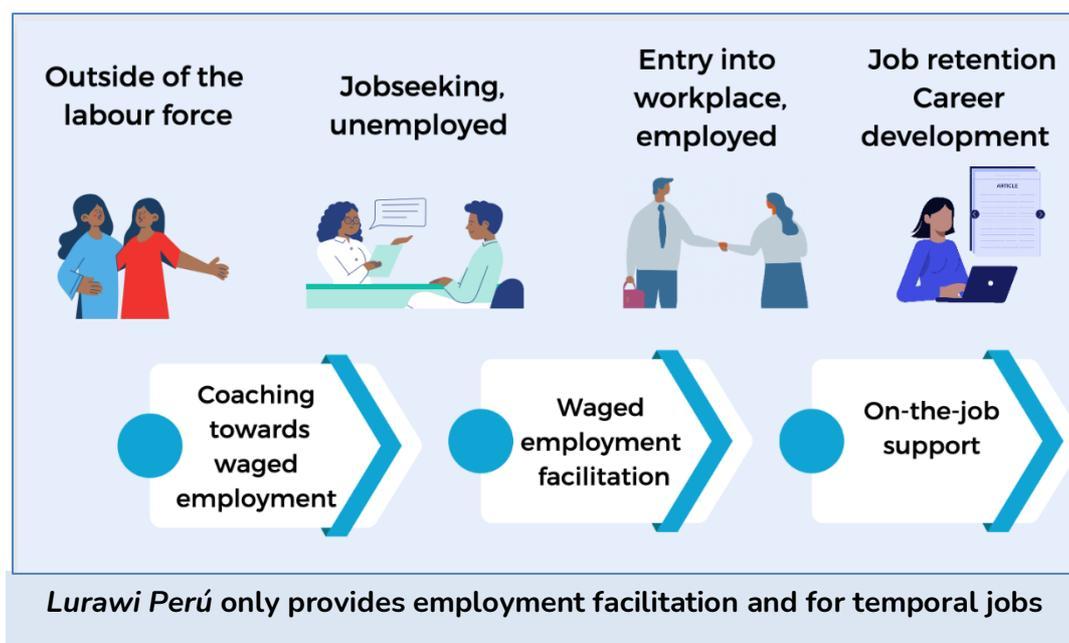 Outside of the
labour force
Jobseeking,
unemployed
Entry into
workplace,
employed
Job retention
Career
development
ARTICLE
Coaching
towards
waged
employment
Waged
employment
facilitation
On-the-job
support
Lurawi Perú only provides employment facilitation and for temporal jobs